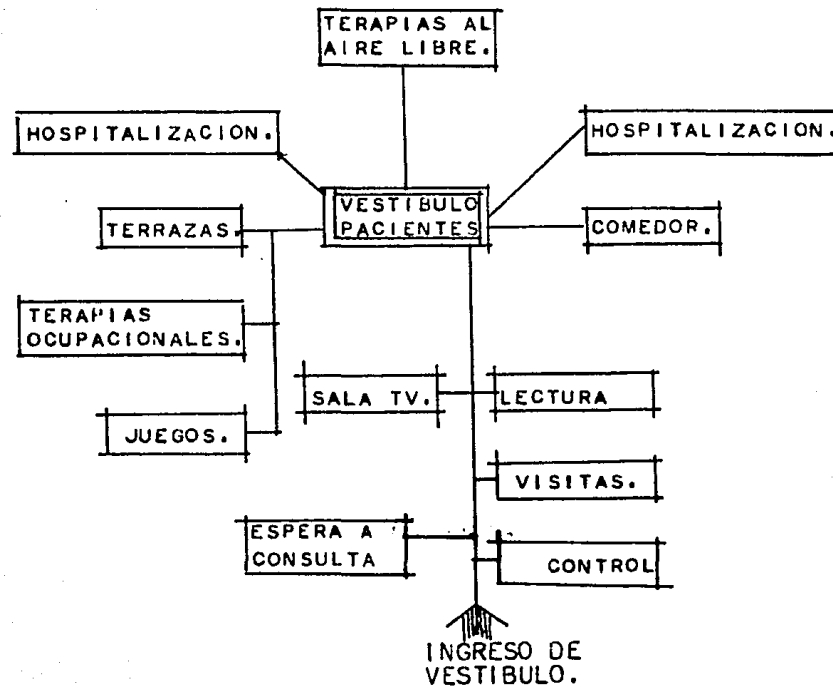 TERAPIAS AL
AIRE LIBRE.
HOSPITALIZACION.
HOSPITALIZACION.
VESTIBULO
PACIENTES
TERRAZAS.
COMEDOR.
TERAPIAS
OCUPACIONALES.
SALA TV.
LECTURA
JUEGOS.
VISITAS.
ESPERA A
CONSULTA
CONTROL
INGRESO DE
VESTIBULO.